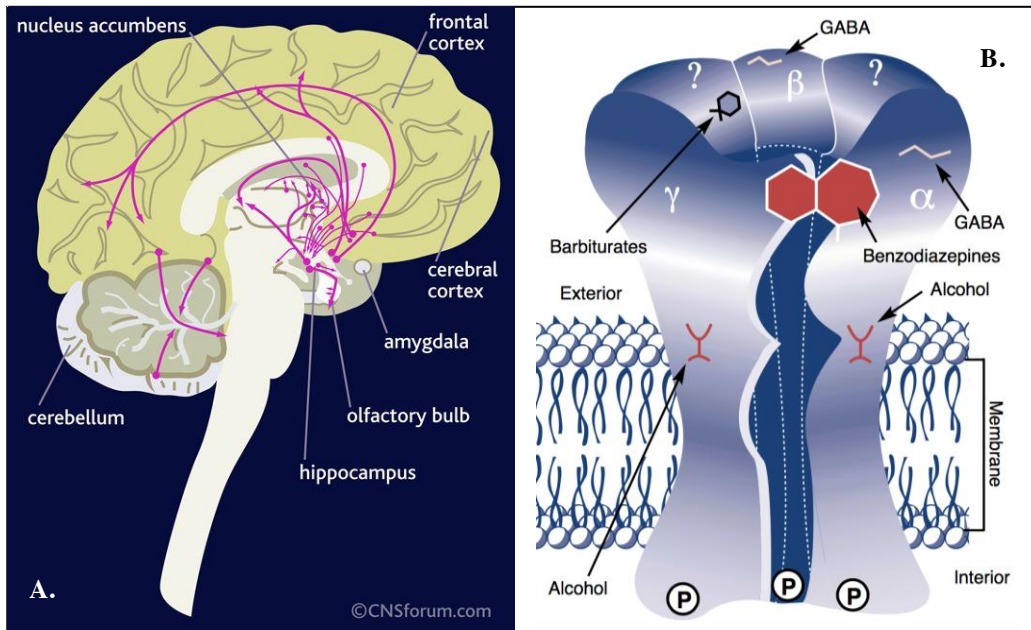 nucleus accumbens
frontal
cortex
cerebral
cortex
amygdala
olfactory bulb
hippocampus
cerebellum
A.
©CNSforum.com
B.
GABA
?
β
?
Barbiturates
γ
α
GABA
Benzodiazepines
Exterior
Alcohol
Membrane
Alcohol
Interior
P
P
P